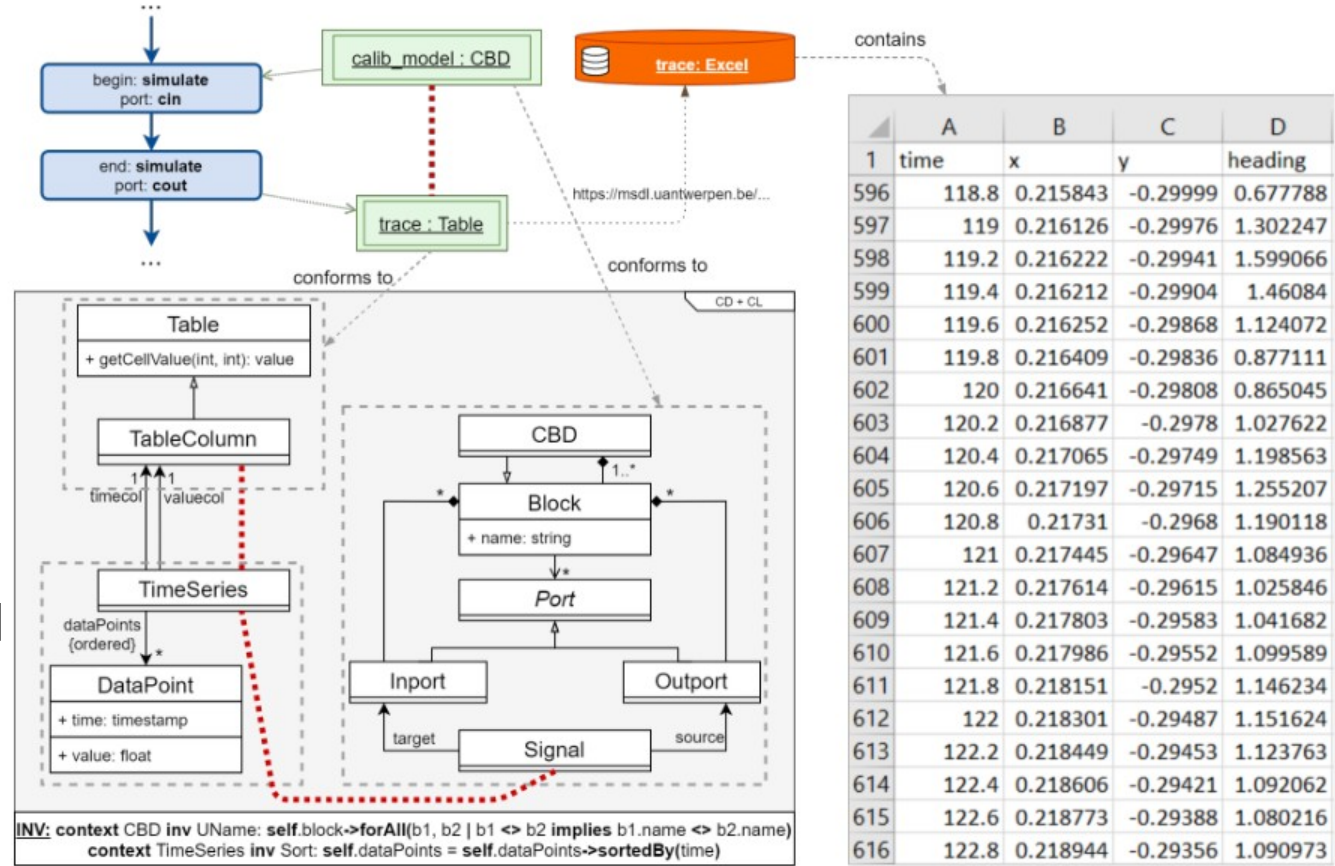 ...
begin: simulate
port: cin
end: simulate
port: cout
...
calib_model : CBD
trace : Table
trace: Excel
contains
https://msdl.uantwerpen.be/...
conforms to
conforms to
CD + CL
Table
+ getCellValue(int, int): value
TableColumn
1 1
timecol valuecol
TimeSeries
dataPoints
{ordered}
*
DataPoint
+ time: timestamp
+ value: float
CBD
1..*
* *
Block
+ name: string
*
Port
Inport
Outport
target
source
Signal
INV: context CBD inv UName: self.block->forAll(b1, b2 | b1 <> b2 implies b1.name <> b2.name)
context TimeSeries inv Sort: self.dataPoints = self.dataPoints->sortedBy(time)
A B C D
1 time x y heading
596 118.8 0.215843 -0.29999 0.677788
597 119 0.216126 -0.29976 1.302247
598 119.2 0.216222 -0.29941 1.599066
599 119.4 0.216212 -0.29904 1.46084
600 119.6 0.216252 -0.29868 1.124072
601 119.8 0.216409 -0.29836 0.877111
602 120 0.216641 -0.29808 0.865045
603 120.2 0.216877 -0.2978 1.027622
604 120.4 0.217065 -0.29749 1.198563
605 120.6 0.217197 -0.29715 1.255207
606 120.8 0.21731 -0.2968 1.190118
607 121 0.217445 -0.29647 1.084936
608 121.2 0.217614 -0.29615 1.025846
609 121.4 0.217803 -0.29583 1.041682
610 121.6 0.217986 -0.29552 1.099589
611 121.8 0.218151 -0.2952 1.146234
612 122 0.218301 -0.29487 1.151624
613 122.2 0.218449 -0.29453 1.123763
614 122.4 0.218606 -0.29421 1.092062
615 122.6 0.218773 -0.29388 1.080216
616 122.8 0.218944 -0.29356 1.090973